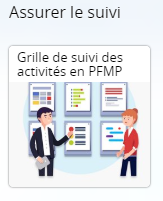 Assurer le suivi
Grille de suivi des
activités en PFMP